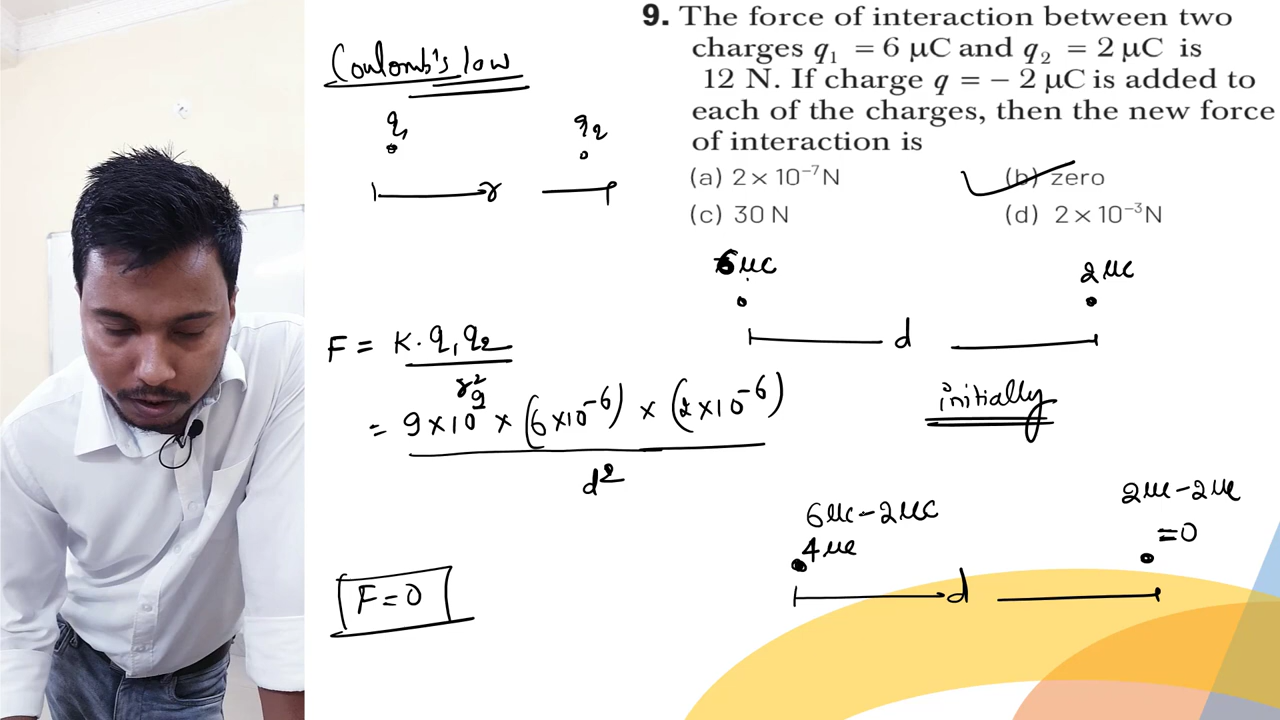 9. The force of interaction between two
charges q₁ = 6 μC and q₂ = 2 μC is
12 N. If charge q = − 2 μC is added to
each of the charges, then the new force
of interaction is
(a) 2 × 10⁻⁷ N
(b) zero
(c) 30 N
(d) 2 × 10⁻³ N
Coulomb's law
q₁ q₂
r
6μC 2μC
d
initially
F = K. q₁ q₂
r²
= 9×10⁹ × (6×10⁻⁶) × (2×10⁻⁶)
d²
6μC-2μC 2μC-2μC
4μC =0
d
F=0